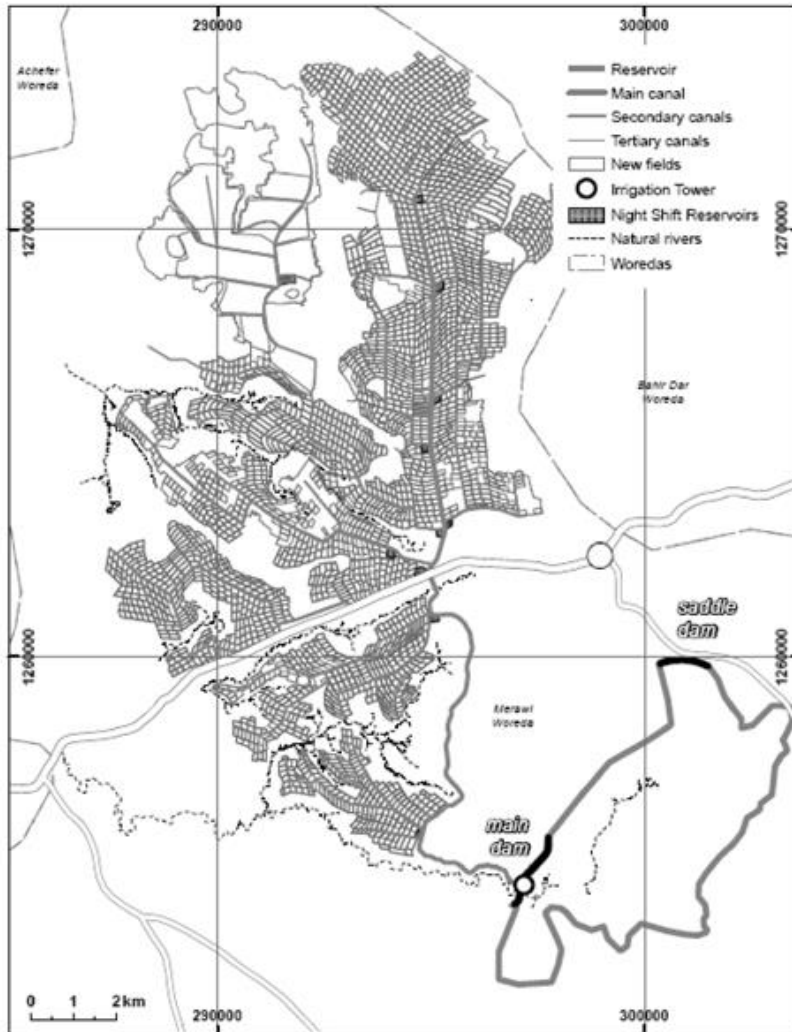 290000
300000
Achefer
Woreda
Reservoir
Main canal
Secondary canals
Tertiary canals
New fields
Irrigation Tower
Night Shift Reservoirs
Natural rivers
Woredas
1270000
1270000
Bahir Dar
Woreda
saddle
dam
1260000
1260000
Merawi
Woreda
main
dam
0 1 2 km
290000
300000